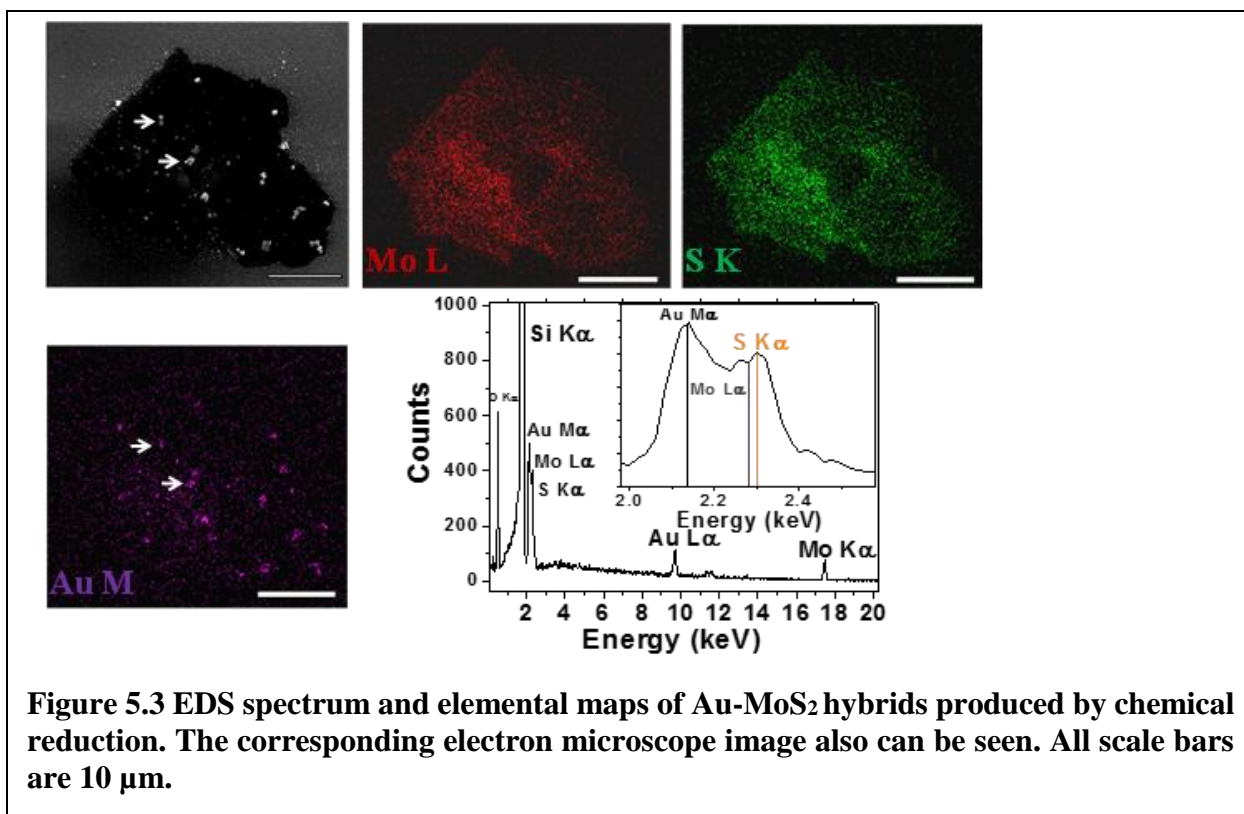 Mo L
S K
Au M
1000
800
600
400
200
0
Counts
O Kα
Si Kα
Au Mα
Mo Lα
S Kα
Au Lα
Mo Kα
2 4 6 8 10 12 14 16 18 20
Energy (keV)
Au Mα
S Kα
Mo Lα
2.0 2.2 2.4
Energy (keV)
Figure 5.3 EDS spectrum and elemental maps of Au-MoS₂ hybrids produced by chemical
reduction. The corresponding electron microscope image also can be seen. All scale bars
are 10 µm.